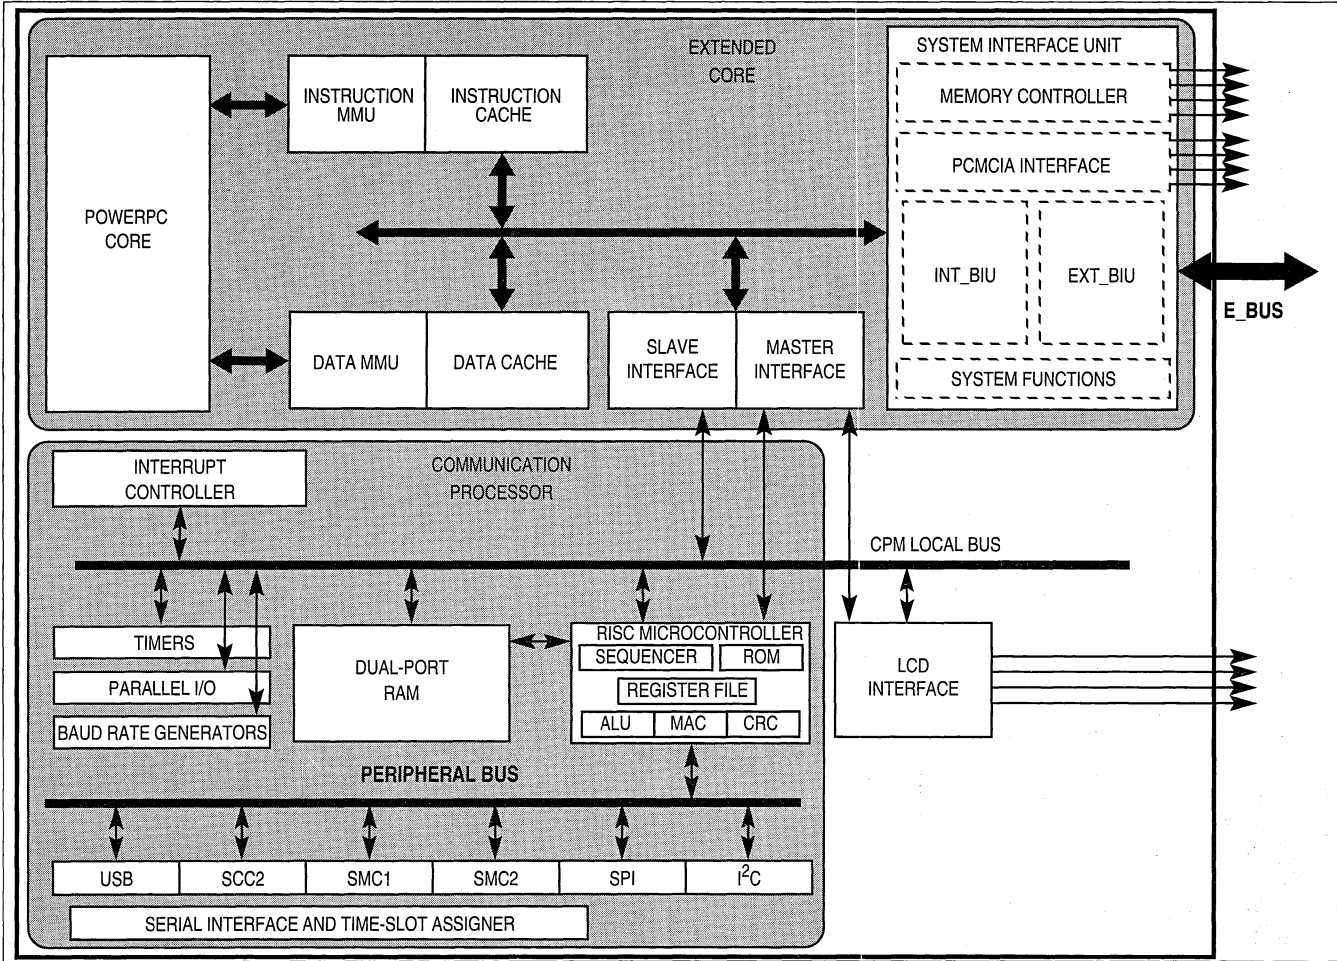 EXTENDED
CORE
SYSTEM INTERFACE UNIT
MEMORY CONTROLLER
PCMCIA INTERFACE
INT_BIU
EXT_BIU
SYSTEM FUNCTIONS
E_BUS
POWERPC
CORE
INSTRUCTION
MMU
INSTRUCTION
CACHE
DATA MMU
DATA CACHE
SLAVE
INTERFACE
MASTER
INTERFACE
INTERRUPT
CONTROLLER
COMMUNICATION
PROCESSOR
CPM LOCAL BUS
TIMERS
PARALLEL I/O
BAUD RATE GENERATORS
DUAL-PORT
RAM
RISC MICROCONTROLLER
SEQUENCER
ROM
REGISTER FILE
ALU
MAC
CRC
LCD
INTERFACE
PERIPHERAL BUS
USB
SCC2
SMC1
SMC2
SPI
I²C
SERIAL INTERFACE AND TIME-SLOT ASSIGNER